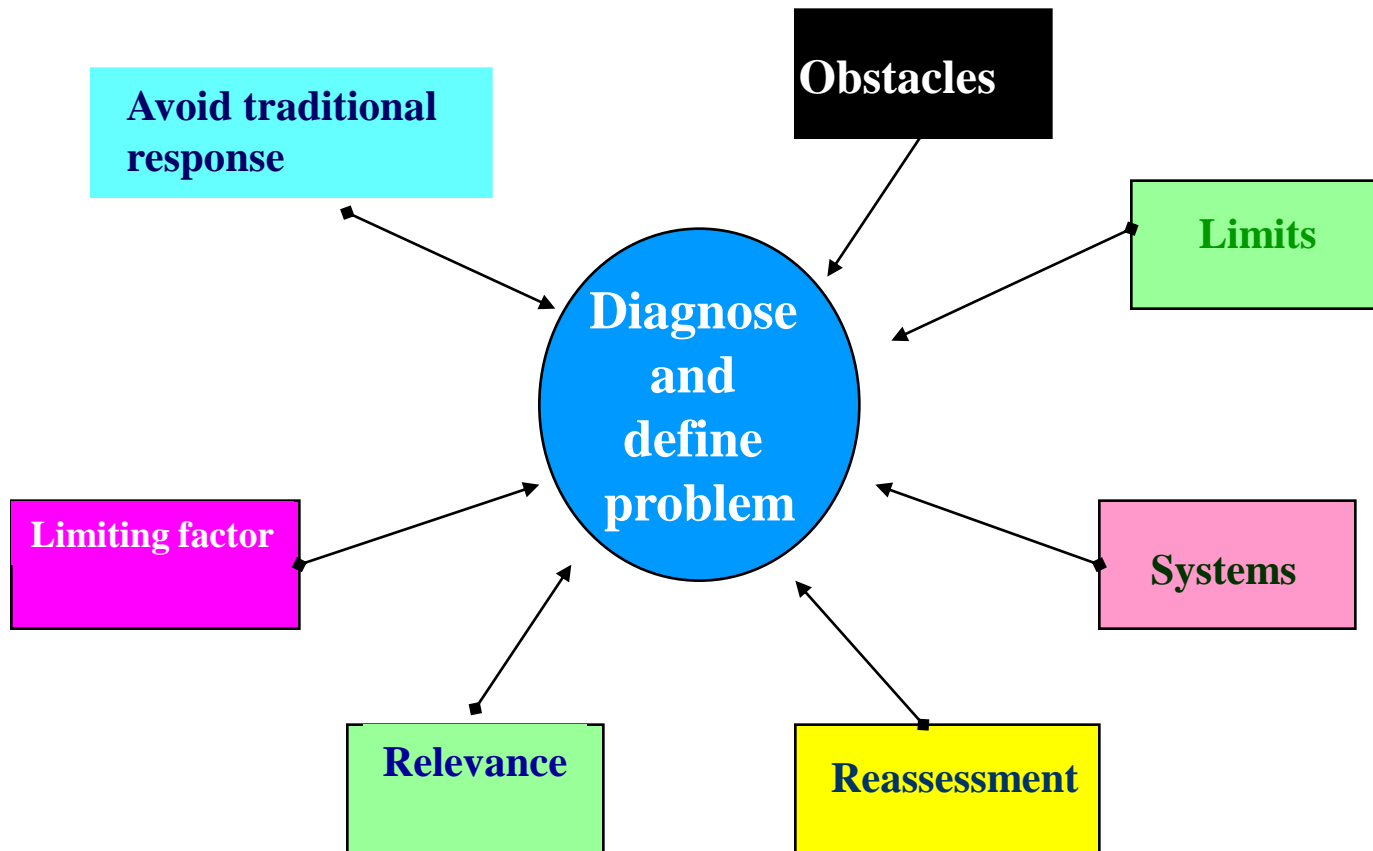 Obstacles
Avoid traditional
response
Limits
Diagnose
and
define
problem
Limiting factor
Systems
Relevance
Reassessment